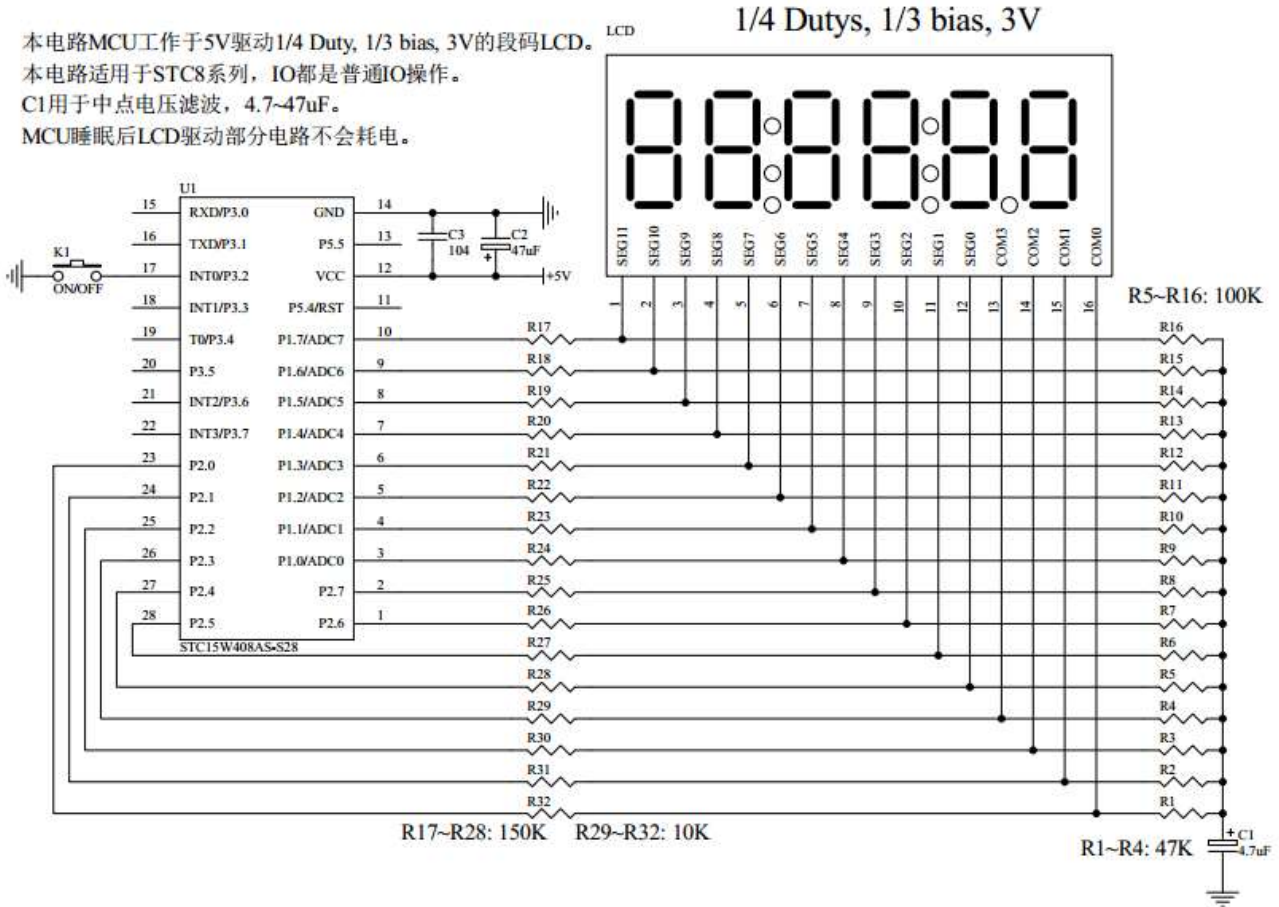 1/4 Dutys, 1/3 bias, 3V
本电路MCU工作于5V驱动1/4 Duty, 1/3 bias, 3V的段码LCD。
本电路适用于STC8系列，IO都是普通IO操作。
C1用于中点电压滤波，4.7~47uF。
MCU睡眠后LCD驱动部分电路不会耗电。
LCD
SEG11 SEG10 SEG9 SEG8 SEG7 SEG6 SEG5 SEG4 SEG3 SEG2 SEG1 SEG0 COM3 COM2 COM1 COM0
1 2 3 4 5 6 7 8 9 10 11 12 13 14 15 16
U1
15 RXD/P3.0 GND 14
16 TXD/P3.1 P5.5 13
17 INT0/P3.2 VCC 12
18 INT1/P3.3 P5.4/RST 11
19 T0/P3.4 P1.7/ADC7 10
20 P3.5 P1.6/ADC6 9
21 INT2/P3.6 P1.5/ADC5 8
22 INT3/P3.7 P1.4/ADC4 7
23 P2.0 P1.3/ADC3 6
24 P2.1 P1.2/ADC2 5
25 P2.2 P1.1/ADC1 4
26 P2.3 P1.0/ADC0 3
27 P2.4 P2.7 2
28 P2.5 P2.6 1
STC15W408AS-S28
K1
ON/OFF
C3
104
C2
47uF
+
+5V
R5~R16: 100K
R17 R16
R18 R15
R19 R14
R20 R13
R21 R12
R22 R11
R23 R10
R24 R9
R25 R8
R26 R7
R27 R6
R28 R5
R29 R4
R30 R3
R31 R2
R32 R1
R17~R28: 150K R29~R32: 10K
R1~R4: 47K
+ C1
4.7uF